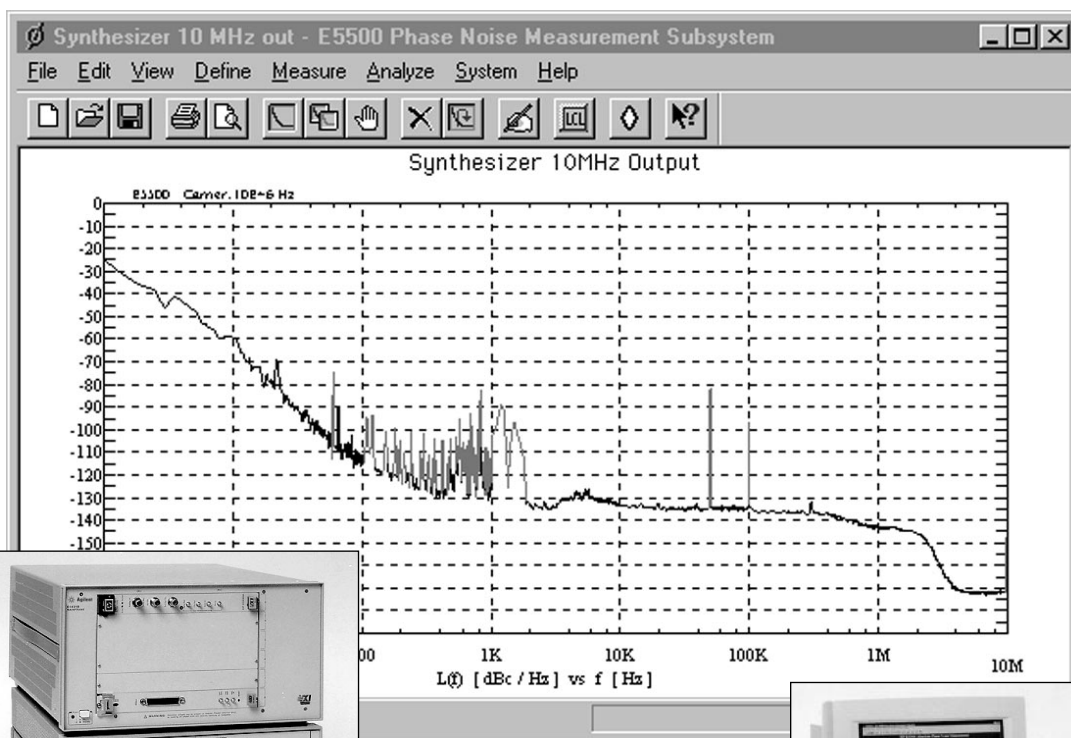 Synthesizer 10 MHz out - E5500 Phase Noise Measurement Subsystem
File Edit View Define Measure Analyze System Help
LCL
Synthesizer 10MHz Output
E5500 Carrier. 10E+6 Hz
0
-10
-20
-30
-40
-50
-60
-70
-80
-90
-100
-110
-120
-130
-140
-150
00 1K 10K 100K 1M 10M
L(f) [ dBc / Hz ] vs f [ Hz ]
Agilent